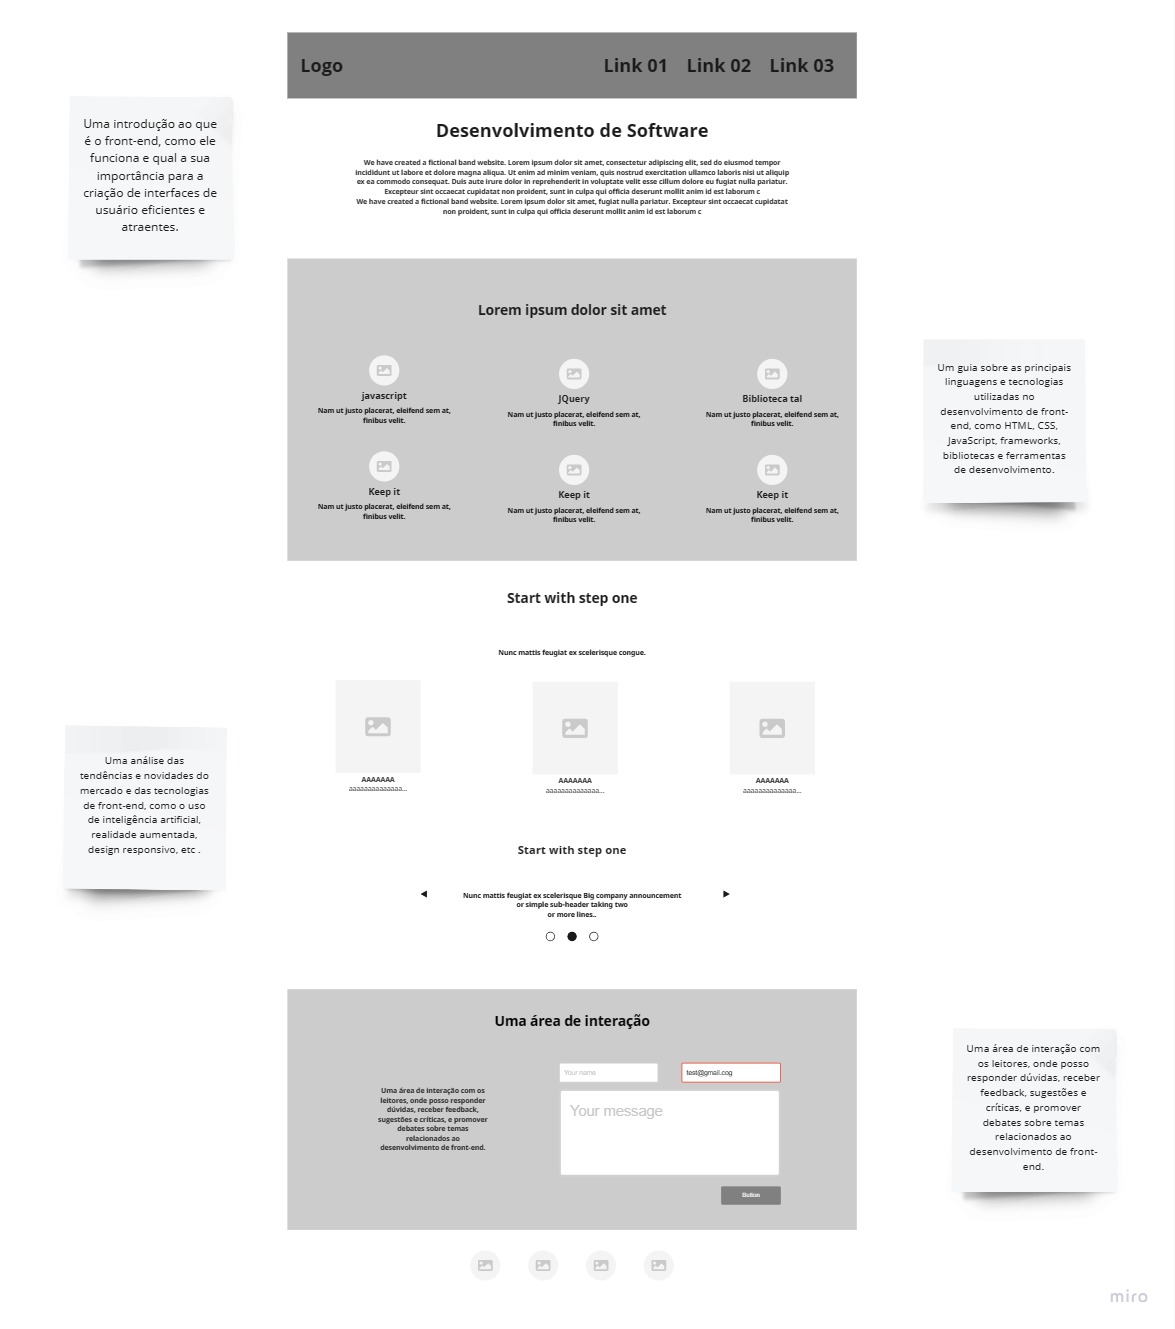 Logo
Link 01 Link 02 Link 03
Uma introdução ao que
é o front-end, como ele
funciona e qual a sua
importância para a
criação de interfaces de
usuário eficientes e
atraentes.
Desenvolvimento de Software
We have created a fictional band website. Lorem ipsum dolor sit amet, consectetur adipiscing elit, sed do eiusmod tempor
incididunt ut labore et dolore magna aliqua. Ut enim ad minim veniam, quis nostrud exercitation ullamco laboris nisi ut aliquip
ex ea commodo consequat. Duis aute irure dolor in reprehenderit in voluptate velit esse cillum dolore eu fugiat nulla pariatur.
Excepteur sint occaecat cupidatat non proident, sunt in culpa qui officia deserunt mollit anim id est laborum c
We have created a fictional band website. Lorem ipsum dolor sit amet, fugiat nulla pariatur. Excepteur sint occaecat cupidatat
non proident, sunt in culpa qui officia deserunt mollit anim id est laborum c
Lorem ipsum dolor sit amet
javascript
Nam ut justo placerat, eleifend sem at,
finibus velit.
JQuery
Nam ut justo placerat, eleifend sem at,
finibus velit.
Biblioteca tal
Nam ut justo placerat, eleifend sem at,
finibus velit.
Keep it
Nam ut justo placerat, eleifend sem at,
finibus velit.
Keep it
Nam ut justo placerat, eleifend sem at,
finibus velit.
Keep it
Nam ut justo placerat, eleifend sem at,
finibus velit.
Um guia sobre as principais
linguagens e tecnologias
utilizadas no
desenvolvimento de front-
end, como HTML, CSS,
JavaScript, frameworks,
bibliotecas e ferramentas
de desenvolvimento.
Start with step one
Nunc mattis feugiat ex scelerisque congue.
AAAAAAA
aaaaaaaaaaaaaa...
AAAAAAA
aaaaaaaaaaaaaa...
AAAAAAA
aaaaaaaaaaaaaa...
Uma análise das
tendências e novidades do
mercado e das tecnologias
de front-end, como o uso
de inteligência artificial,
realidade aumentada,
design responsivo, etc .
Start with step one
Nunc mattis feugiat ex scelerisque Big company announcement
or simple sub-header taking two
or more lines..
Uma área de interação
Uma área de interação com os
leitores, onde posso responder
dúvidas, receber feedback,
sugestões e críticas, e promover
debates sobre temas
relacionados ao
desenvolvimento de front-end.
Your name
test@gmail.cog
Your message
Button
Uma área de interação com
os leitores, onde posso
responder dúvidas, receber
feedback, sugestões e
críticas, e promover
debates sobre temas
relacionados ao
desenvolvimento de front-
end.
miro